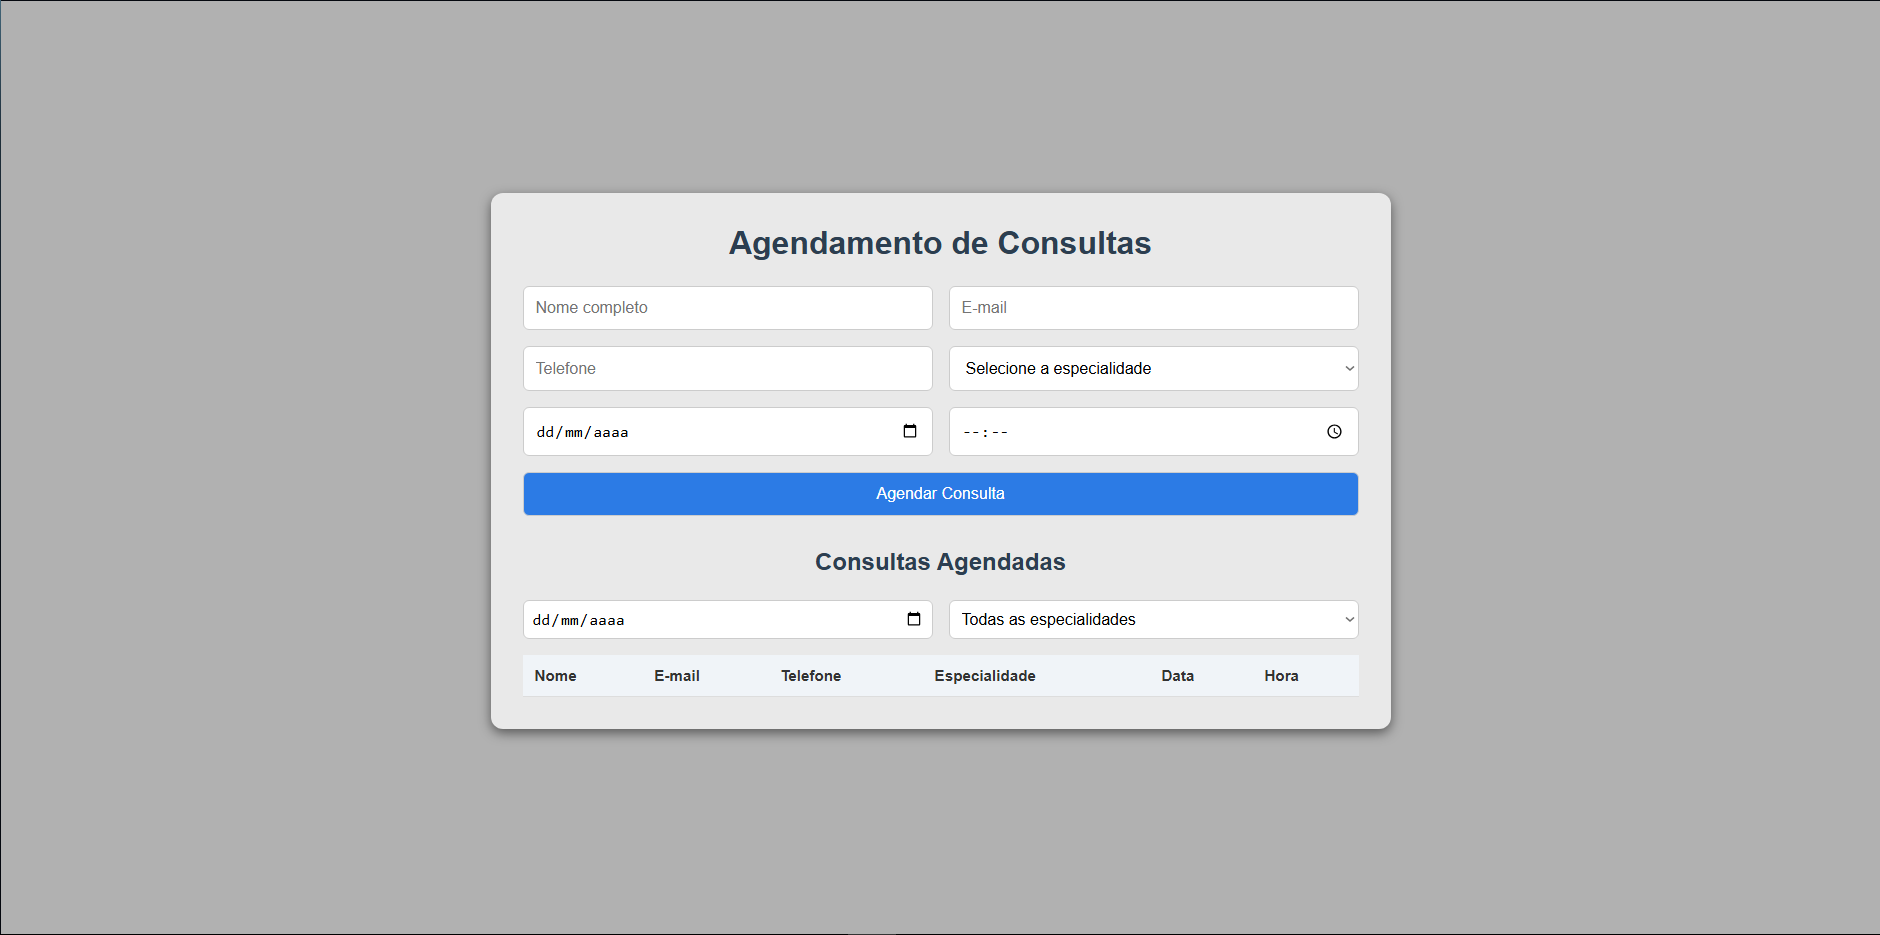 Agendamento de Consultas
Nome completo E-mail
Telefone Selecione a especialidade
dd/mm/aaaa --:--
Agendar Consulta
Consultas Agendadas
dd/mm/aaaa Todas as especialidades
Nome E-mail Telefone Especialidade Data Hora